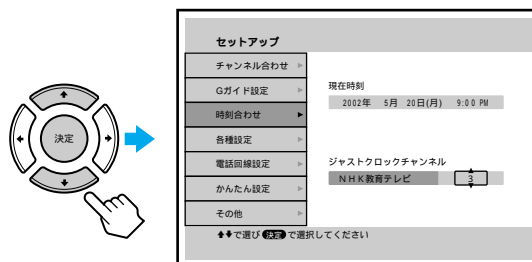 決定
セットアップ
チャンネル合わせ
Gガイド設定
時刻合わせ
各種設定
電話回線設定
かんたん設定
その他
現在時刻
2002年 5月 20日(月) 9:00 PM
ジャストクロックチャンネル
NHK教育テレビ 3
で選び 決定 で選択してください